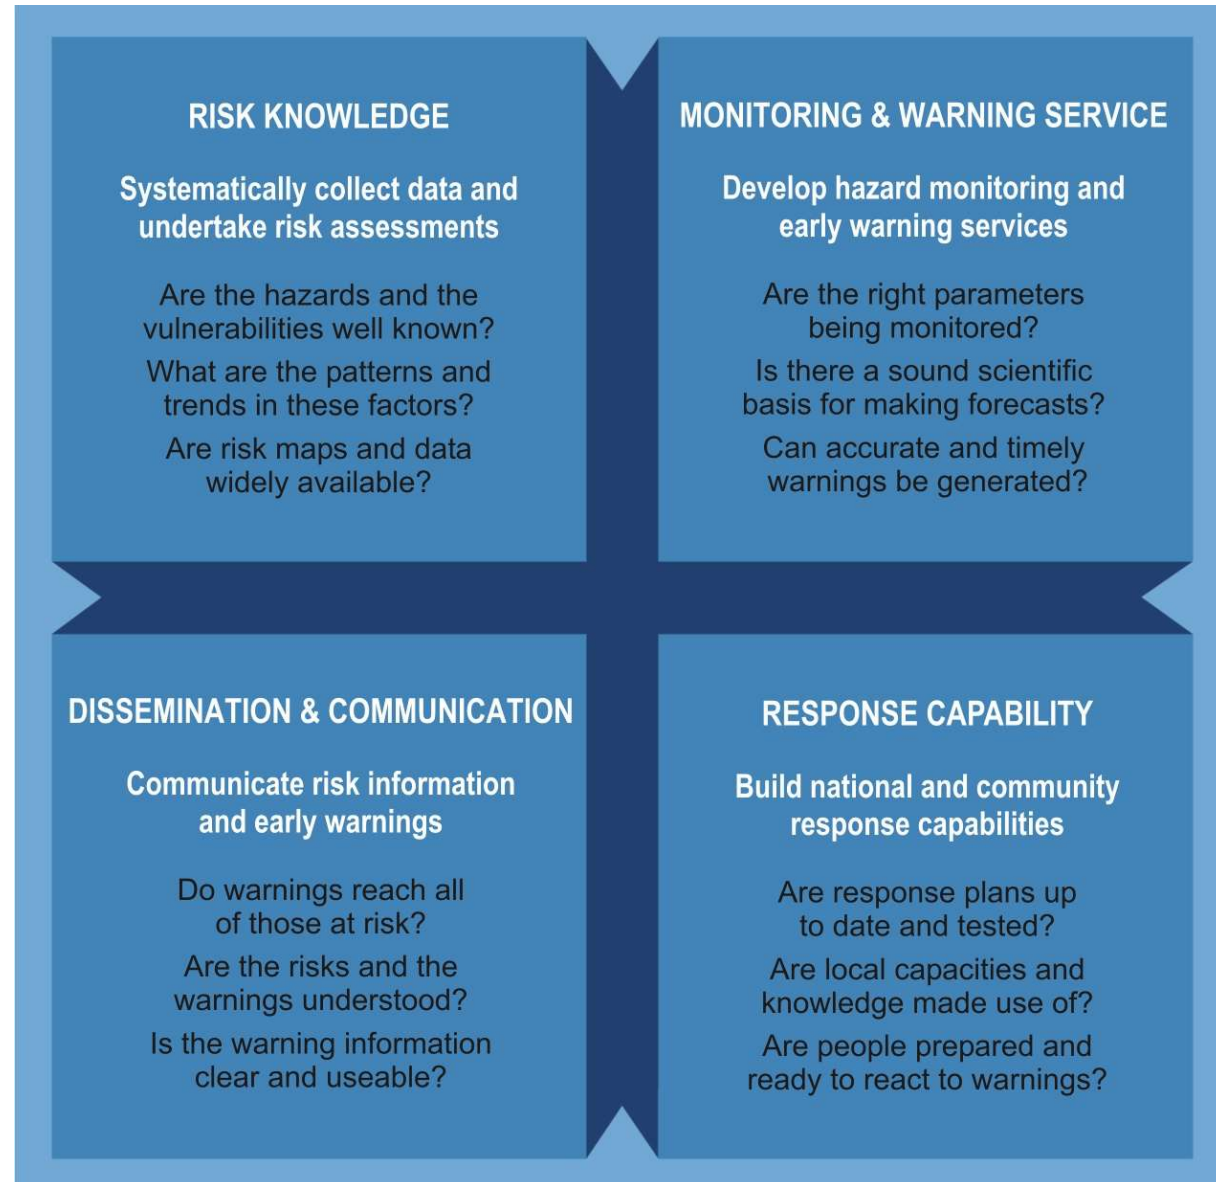 RISK KNOWLEDGE
Systematically collect data and
undertake risk assessments
Are the hazards and the
vulnerabilities well known?
What are the patterns and
trends in these factors?
Are risk maps and data
widely available?
MONITORING & WARNING SERVICE
Develop hazard monitoring and
early warning services
Are the right parameters
being monitored?
Is there a sound scientific
basis for making forecasts?
Can accurate and timely
warnings be generated?
DISSEMINATION & COMMUNICATION
Communicate risk information
and early warnings
Do warnings reach all
of those at risk?
Are the risks and the
warnings understood?
Is the warning information
clear and useable?
RESPONSE CAPABILITY
Build national and community
response capabilities
Are response plans up
to date and tested?
Are local capacities and
knowledge made use of?
Are people prepared and
ready to react to warnings?